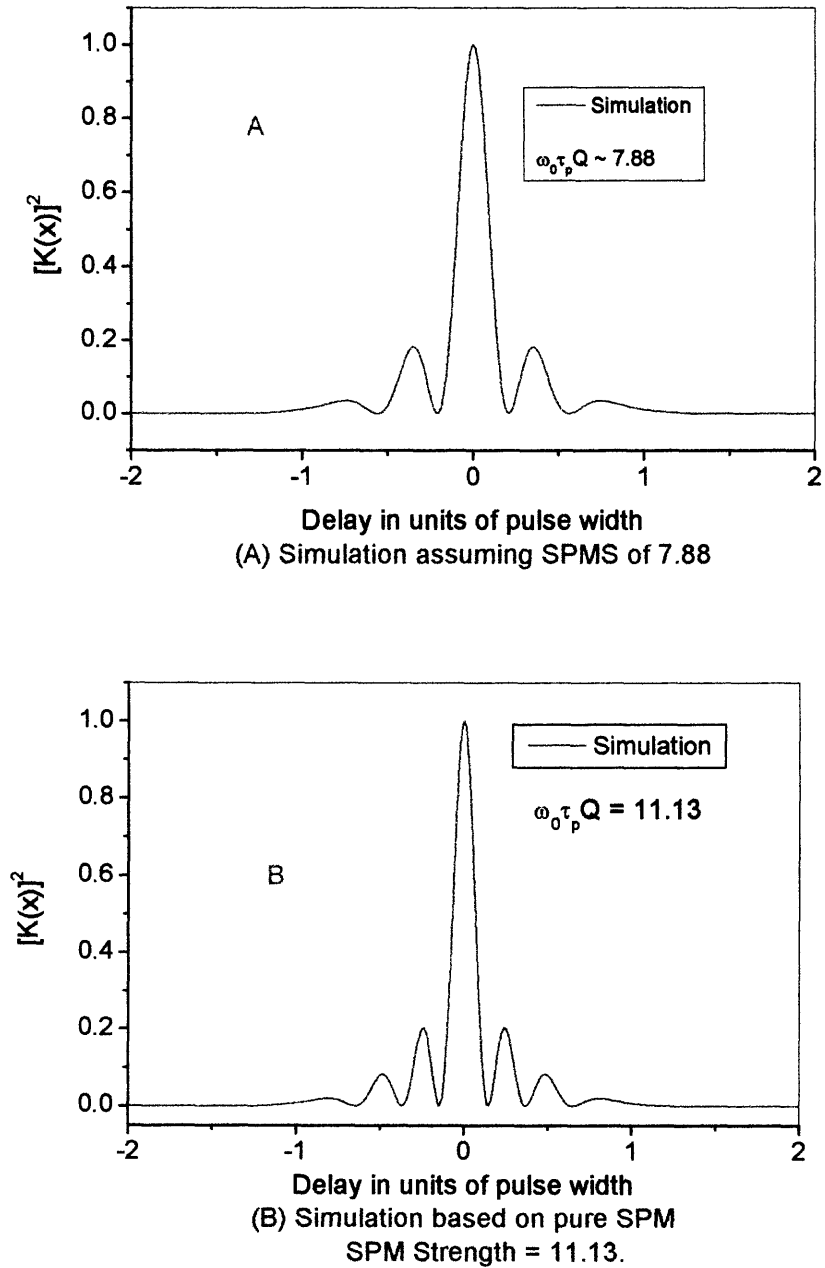 1.0
0.8
0.6
0.4
0.2
0.0
[K(x)]²
A
Simulation
ω₀τₚQ ~ 7.88
-2 -1 0 1 2
Delay in units of pulse width
(A) Simulation assuming SPMS of 7.88
1.0
0.8
0.6
0.4
0.2
0.0
[K(x)]²
B
Simulation
ω₀τₚQ = 11.13
-2 -1 0 1 2
Delay in units of pulse width
(B) Simulation based on pure SPM
SPM Strength = 11.13.